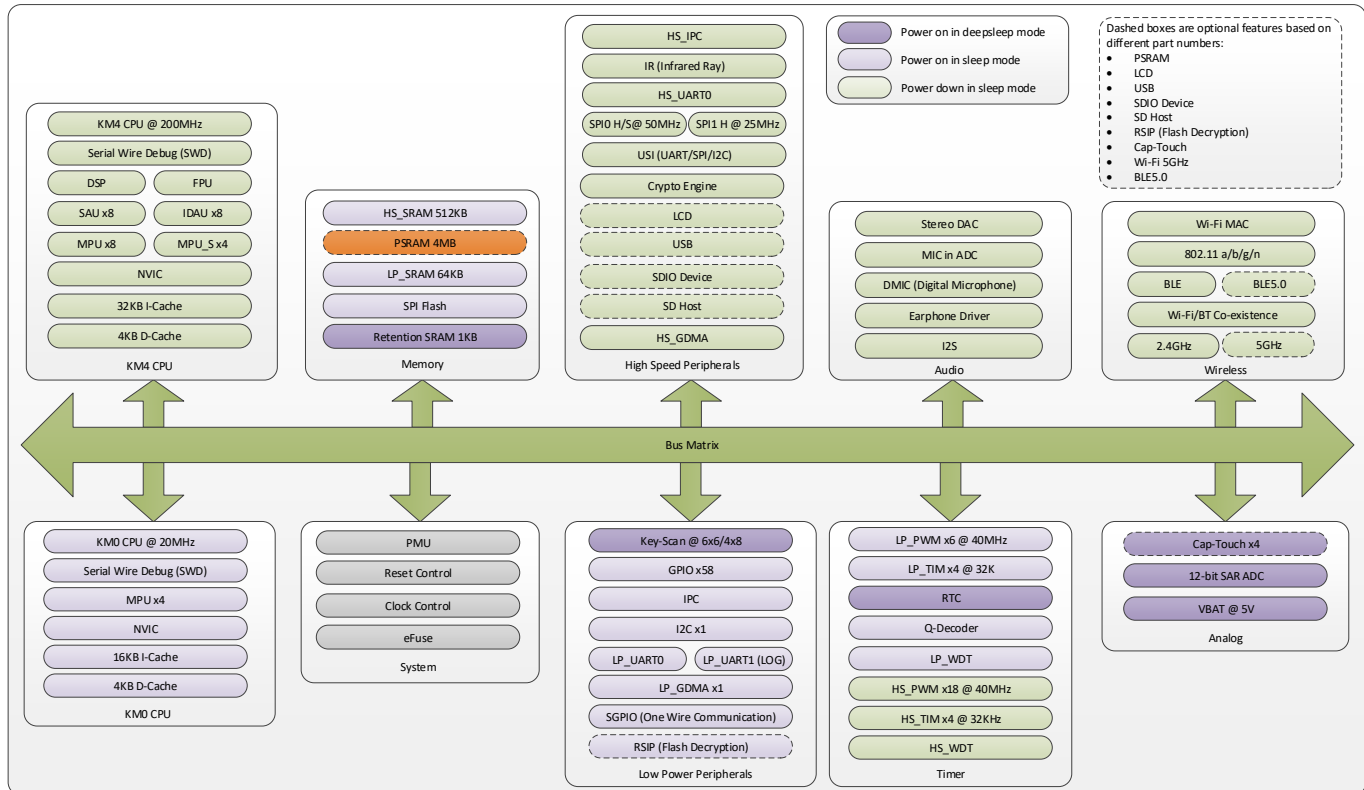 KM4 CPU @ 200MHz
Serial Wire Debug (SWD)
DSP
FPU
SAU x8
IDAU x8
MPU x8
MPU_S x4
NVIC
32KB I-Cache
4KB D-Cache
KM4 CPU
HS_SRAM 512KB
PSRAM 4MB
LP_SRAM 64KB
SPI Flash
Retention SRAM 1KB
Memory
HS_IPC
IR (Infrared Ray)
HS_UART0
SPI0 H/S@ 50MHz
SPI1 H @ 25MHz
USI (UART/SPI/I2C)
Crypto Engine
LCD
USB
SDIO Device
SD Host
HS_GDMA
High Speed Peripherals
Power on in deepsleep mode
Power on in sleep mode
Power down in sleep mode
Stereo DAC
MIC in ADC
DMIC (Digital Microphone)
Earphone Driver
I2S
Audio
Dashed boxes are optional features based on
different part numbers:
• PSRAM
• LCD
• USB
• SDIO Device
• SD Host
• RSIP (Flash Decryption)
• Cap-Touch
• Wi-Fi 5GHz
• BLE5.0
Wi-Fi MAC
802.11 a/b/g/n
BLE
BLE5.0
Wi-Fi/BT Co-existence
2.4GHz
5GHz
Wireless
Bus Matrix
KM0 CPU @ 20MHz
Serial Wire Debug (SWD)
MPU x4
NVIC
16KB I-Cache
4KB D-Cache
KM0 CPU
PMU
Reset Control
Clock Control
eFuse
System
Key-Scan @ 6x6/4x8
GPIO x58
IPC
I2C x1
LP_UART0
LP_UART1 (LOG)
LP_GDMA x1
SGPIO (One Wire Communication)
RSIP (Flash Decryption)
Low Power Peripherals
LP_PWM x6 @ 40MHz
LP_TIM x4 @ 32K
RTC
Q-Decoder
LP_WDT
HS_PWM x18 @ 40MHz
HS_TIM x4 @ 32KHz
HS_WDT
Timer
Cap-Touch x4
12-bit SAR ADC
VBAT @ 5V
Analog